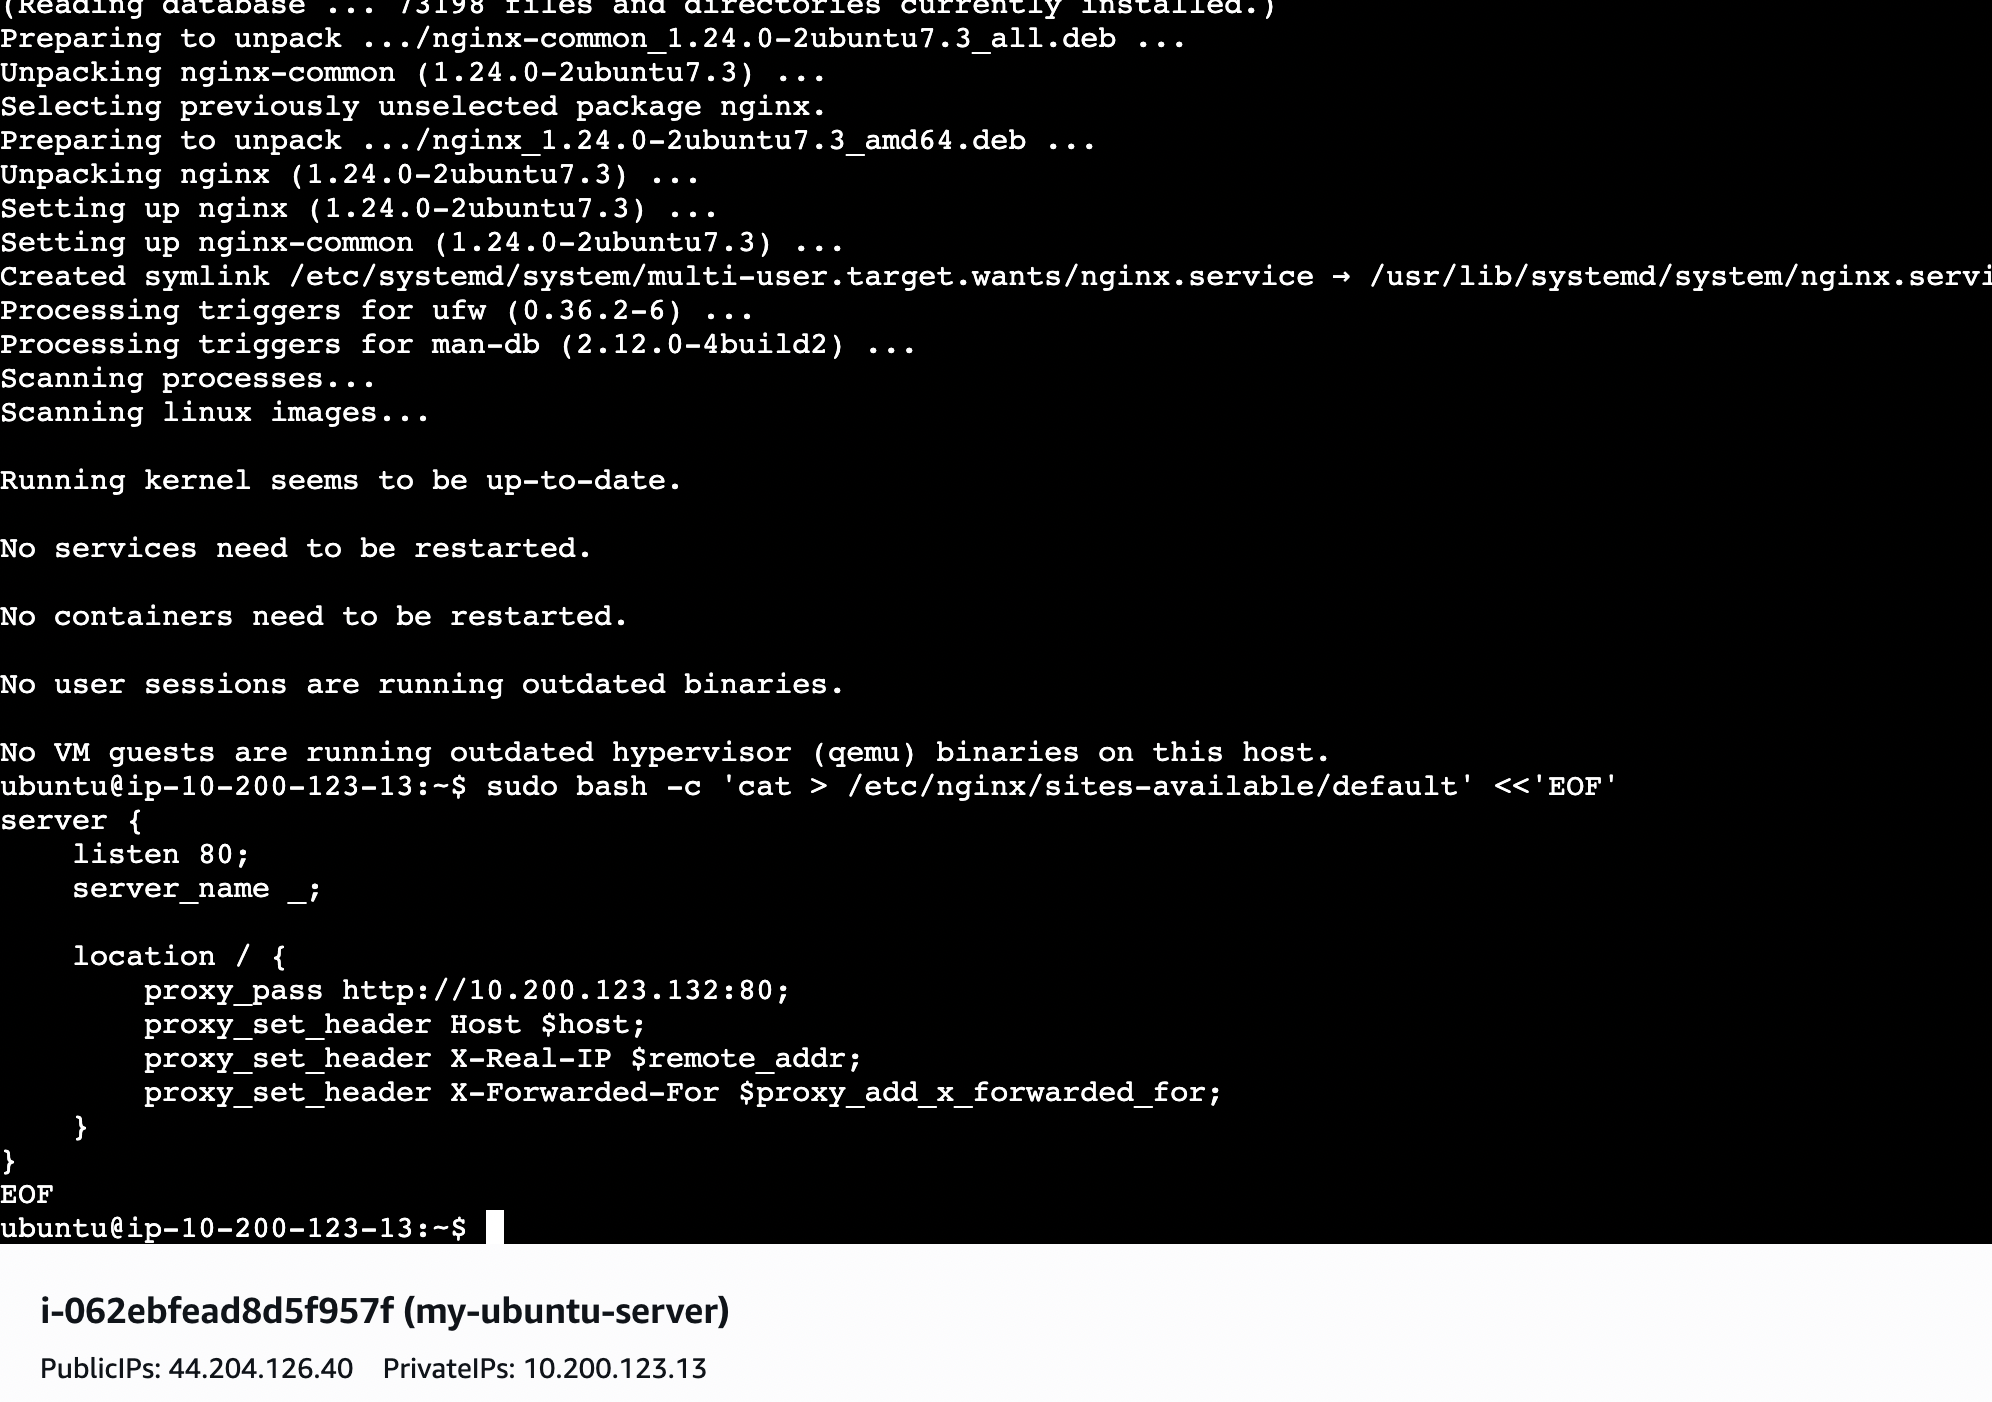 (Reading database ... 73198 files and directories currently installed.)
Preparing to unpack .../nginx-common_1.24.0-2ubuntu7.3_all.deb ...
Unpacking nginx-common (1.24.0-2ubuntu7.3) ...
Selecting previously unselected package nginx.
Preparing to unpack .../nginx_1.24.0-2ubuntu7.3_amd64.deb ...
Unpacking nginx (1.24.0-2ubuntu7.3) ...
Setting up nginx (1.24.0-2ubuntu7.3) ...
Setting up nginx-common (1.24.0-2ubuntu7.3) ...
Created symlink /etc/systemd/system/multi-user.target.wants/nginx.service → /usr/lib/systemd/system/nginx.servi
Processing triggers for ufw (0.36.2-6) ...
Processing triggers for man-db (2.12.0-4build2) ...
Scanning processes...
Scanning linux images...

Running kernel seems to be up-to-date.

No services need to be restarted.

No containers need to be restarted.

No user sessions are running outdated binaries.

No VM guests are running outdated hypervisor (qemu) binaries on this host.
ubuntu@ip-10-200-123-13:~$ sudo bash -c 'cat > /etc/nginx/sites-available/default' <<'EOF'
server {
    listen 80;
    server_name _;

    location / {
        proxy_pass http://10.200.123.132:80;
        proxy_set_header Host $host;
        proxy_set_header X-Real-IP $remote_addr;
        proxy_set_header X-Forwarded-For $proxy_add_x_forwarded_for;
    }
}
EOF
ubuntu@ip-10-200-123-13:~$
i-062ebfead8d5f957f (my-ubuntu-server)
PublicIPs: 44.204.126.40    PrivateIPs: 10.200.123.13